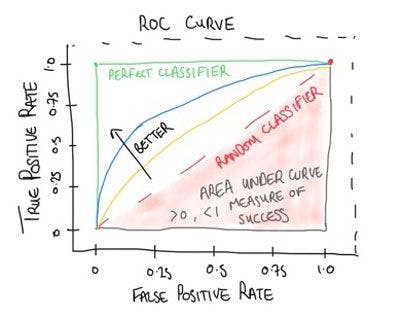 ROC CURVE
TRUE POSITIVE RATE
1.0
0.75
0.5
0.25
0
PERFECT CLASSIFIER
BETTER
RANDOM CLASSIFIER
AREA UNDER CURVE
>0, <1 MEASURE OF
SUCCESS
0
0.25
0.5
0.75
1.0
FALSE POSITIVE RATE